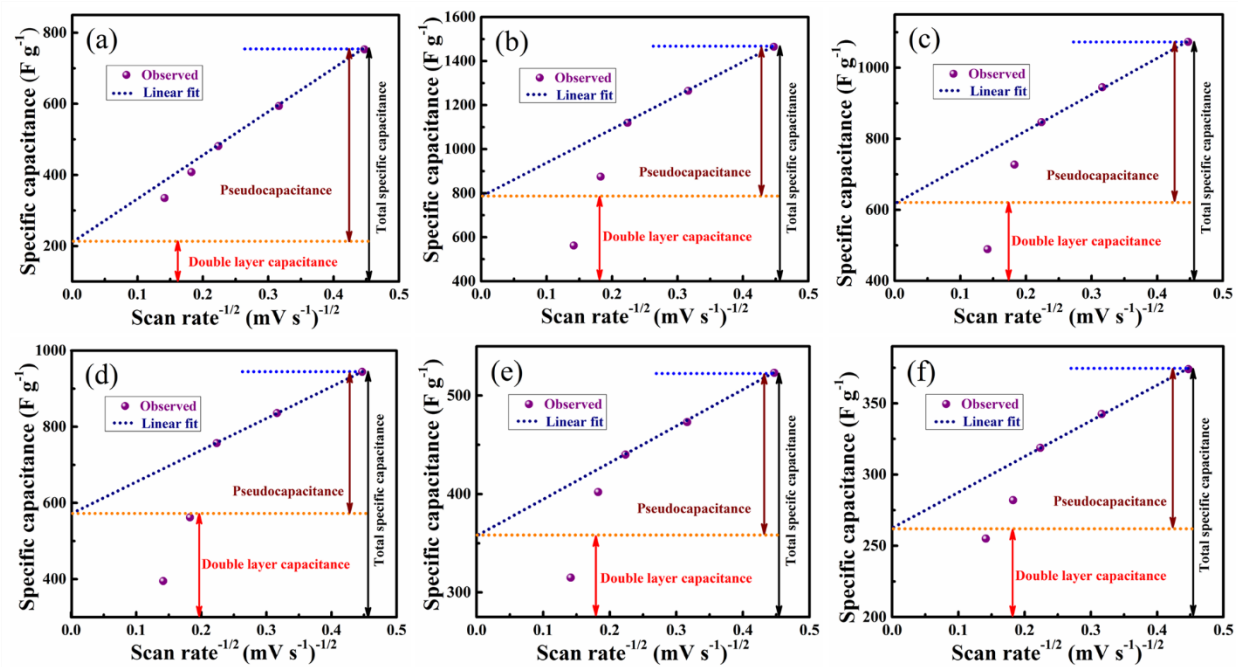 (a)
Specific capacitance (F g⁻¹)
800
600
400
200
Observed
Linear fit
Pseudocapacitance
Double layer capacitance
Total specific capacitance
0.0 0.1 0.2 0.3 0.4 0.5
Scan rate⁻¹/² (mV s⁻¹)⁻¹/²
(b)
Specific capacitance (F g⁻¹)
1600
1400
1200
1000
800
600
400
Observed
Linear fit
Pseudocapacitance
Double layer capacitance
Total specific capacitance
0.0 0.1 0.2 0.3 0.4 0.5
Scan rate⁻¹/² (mV s⁻¹)⁻¹/²
(c)
Specific capacitance (F g⁻¹)
1000
800
600
400
Observed
Linear fit
Pseudocapacitance
Double layer capacitance
Total specific capacitance
0.0 0.1 0.2 0.3 0.4 0.5
Scan rate⁻¹/² (mV s⁻¹)⁻¹/²
(d)
Specific capacitance (F g⁻¹)
1000
800
600
400
Observed
Linear fit
Pseudocapacitance
Double layer capacitance
Total specific capacitance
0.0 0.1 0.2 0.3 0.4 0.5
Scan rate⁻¹/² (mV s⁻¹)⁻¹/²
(e)
Specific capacitance (F g⁻¹)
500
400
300
Observed
Linear fit
Pseudocapacitance
Double layer capacitance
Total specific capacitance
0.0 0.1 0.2 0.3 0.4 0.5
Scan rate⁻¹/² (mV s⁻¹)⁻¹/²
(f)
Specific capacitance (F g⁻¹)
350
300
250
200
Observed
Linear fit
Pseudocapacitance
Double layer capacitance
Total specific capacitance
0.0 0.1 0.2 0.3 0.4 0.5
Scan rate⁻¹/² (mV s⁻¹)⁻¹/²